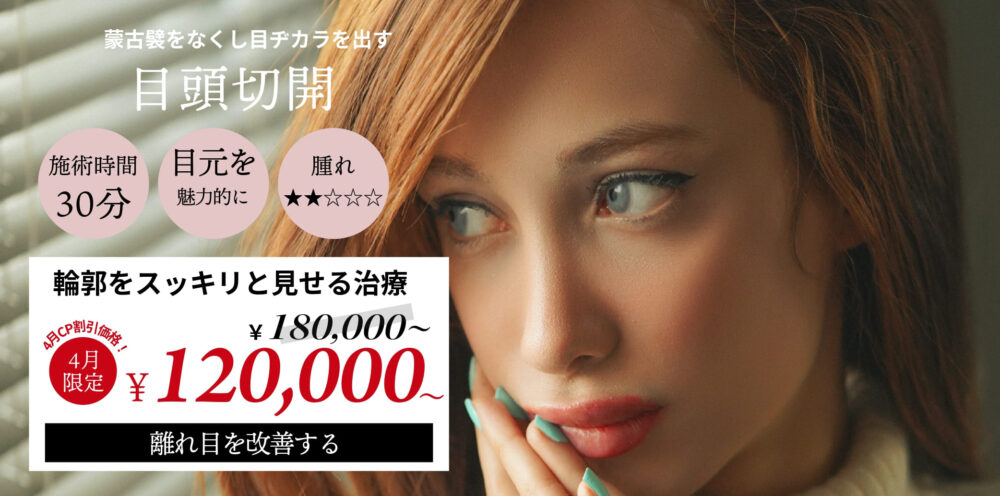 蒙古襞をなくし目ヂカラを出す
目頭切開
施術時間
30分
目元を
魅力的に
腫れ
★★☆☆☆
輪郭をスッキリと見せる治療
¥180,000~
4月CP割引価格！
4月
限定
¥120,000~
離れ目を改善する